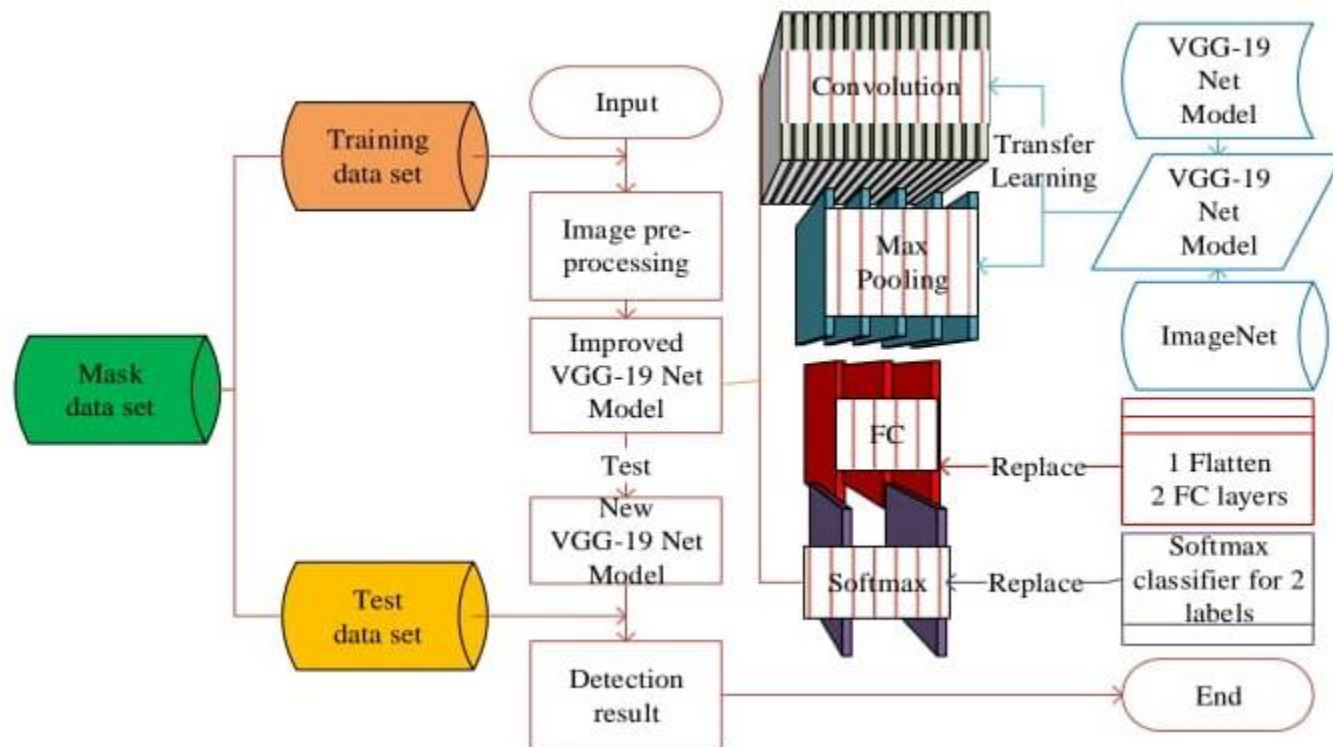 Input
Training
data set
Image pre-
processing
Mask
data set
Improved
VGG-19 Net
Model
Test
New
VGG-19 Net
Model
Test
data set
Detection
result
Convolution
Max
Pooling
FC
Softmax
Transfer
Learning
VGG-19
Net
Model
VGG-19
Net
Model
ImageNet
Replace
1 Flatten
2 FC layers
Replace
Softmax
classifier for 2
labels
End